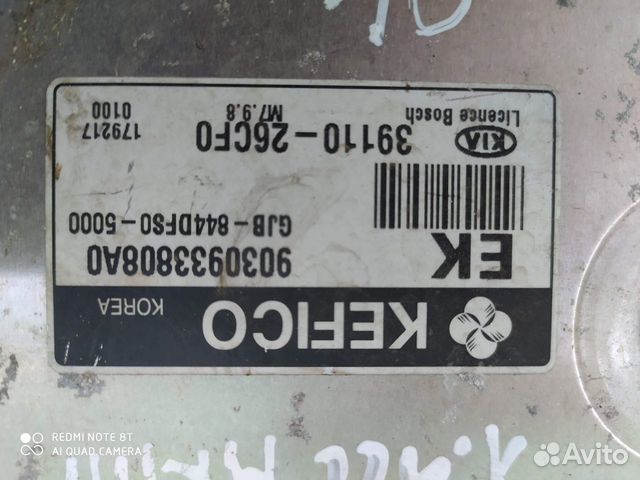 KEFICO
KOREA
EK
9030933808A0
GJB-844DFS0-5000
KIA
39110-26CF0
Licence Bosch
M7.9.8
179217
0100
REDMI NOTE 8T
AI QUAD CAMERA
Avito